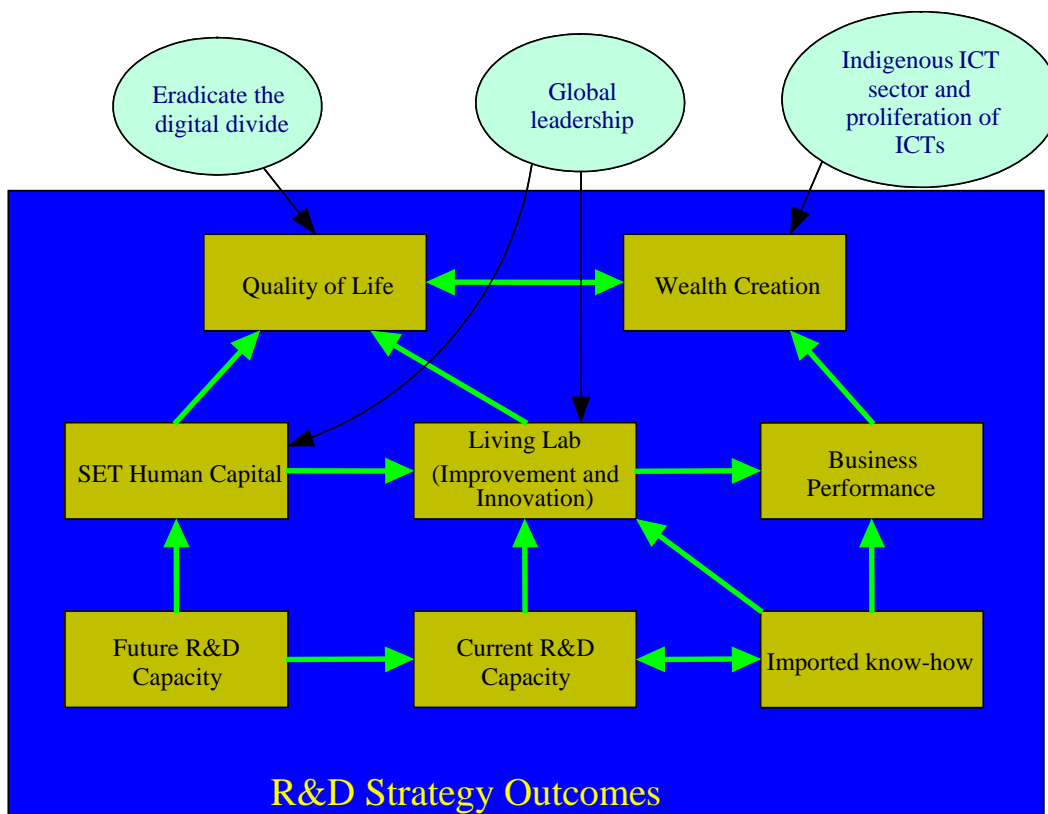 Eradicate the
digital divide
Global
leadership
Indigenous ICT
sector and
proliferation of
ICTs
Quality of Life
Wealth Creation
SET Human Capital
Living Lab
(Improvement and
Innovation)
Business
Performance
Future R&D
Capacity
Current R&D
Capacity
Imported know-how
R&D Strategy Outcomes